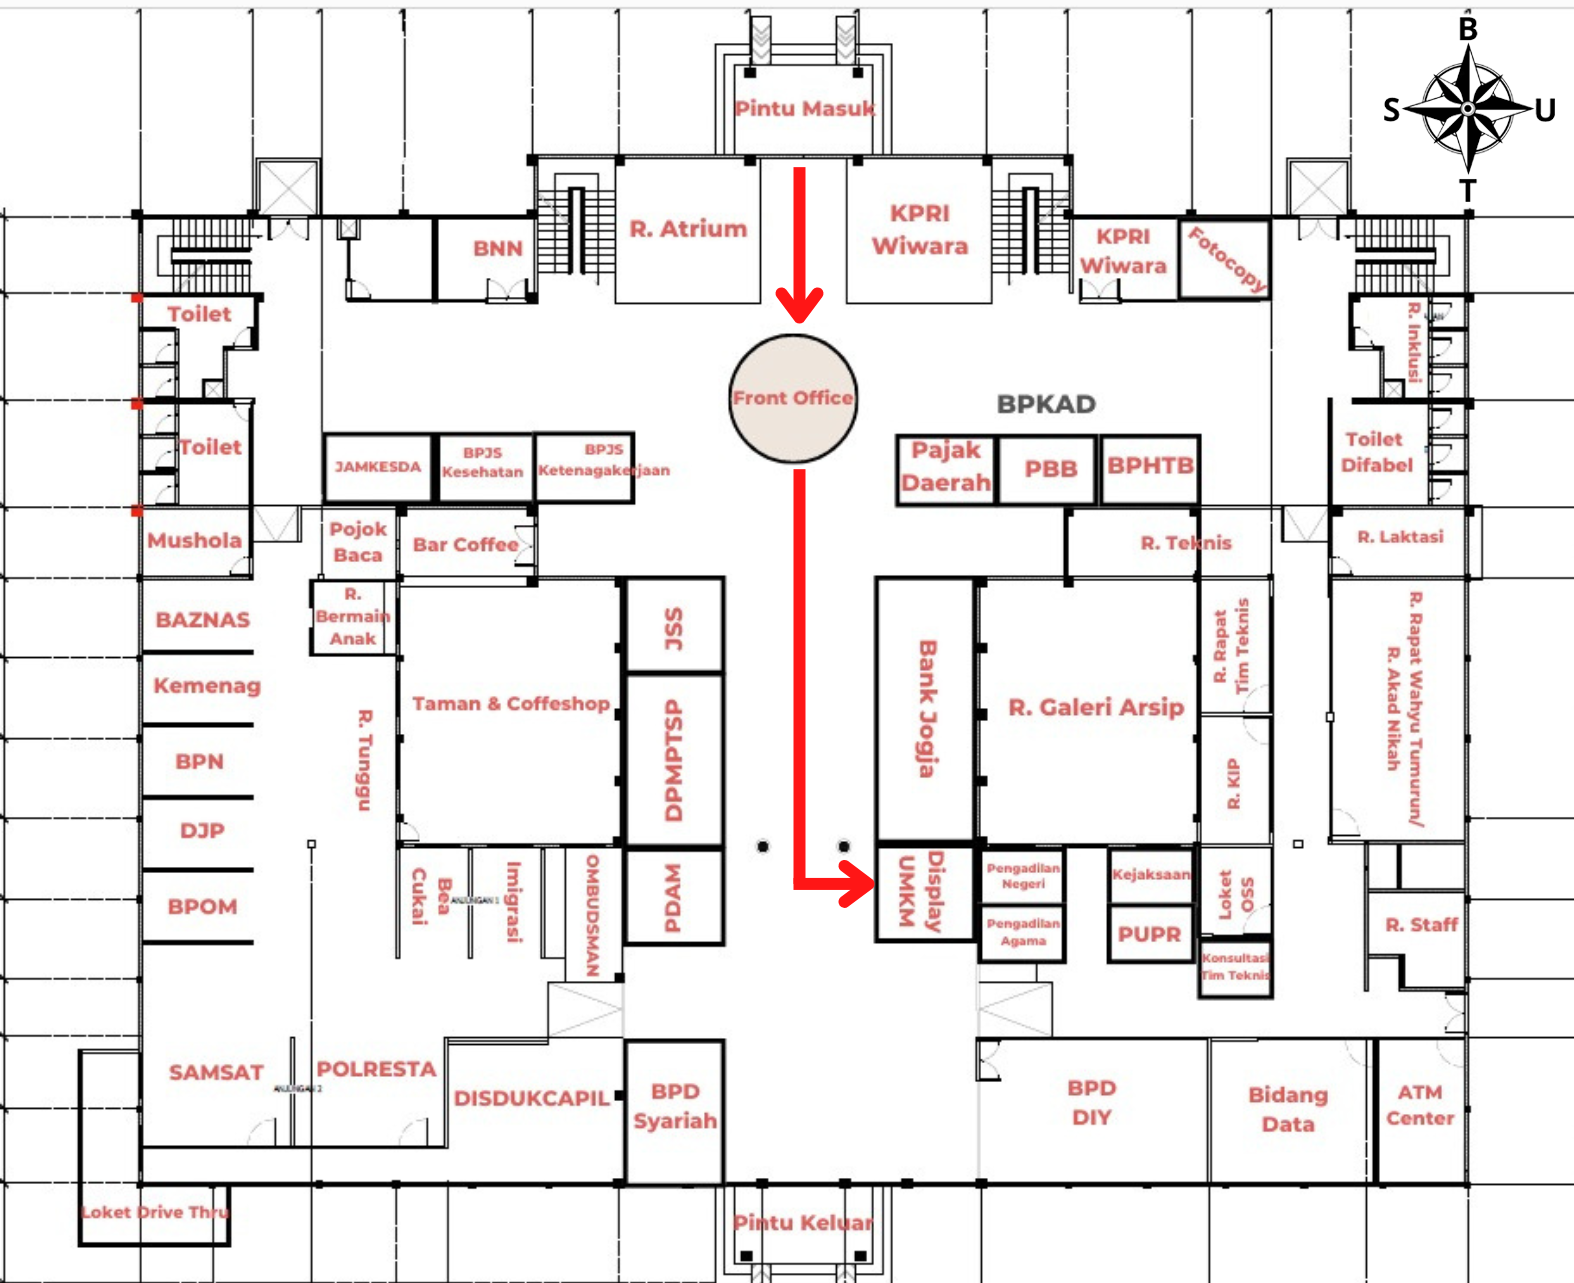 B
S
U
T
Pintu Masuk
R. Atrium
KPRI
Wiwara
BNN
KPRI
Wiwara
Fotocopy
Toilet
R. Inklusi
Front Office
BPKAD
Toilet
JAMKESDA
BPJS
Kesehatan
BPJS
Ketenagakerjaan
Pajak
Daerah
PBB
BPHTB
Toilet
Difabel
Mushola
Pojok
Baca
Bar Coffee
R. Teknis
R. Laktasi
BAZNAS
R.
Bermain
Anak
JSS
Bank Jogja
R. Rapat
Tim Teknis
R. Rapat Wahyu Tumurun/
R. Akad Nikah
Kemenag
Taman & Coffeshop
R. Galeri Arsip
R. Tunggu
DPMPTSP
BPN
R. KIP
DJP
BPOM
Bea
Cukai
ANJUNGAN 1
Imigrasi
OMBUDSMAN
PDAM
Display
UMKM
Pengadilan
Negeri
Kejaksaan
Loket
OSS
Pengadilan
Agama
PUPR
R. Staff
Konsultasi
Tim Teknis
SAMSAT
ANJUNGAN 2
POLRESTA
DISDUKCAPIL
BPD
Syariah
BPD
DIY
Bidang
Data
ATM
Center
Loket Drive Thru
Pintu Keluar